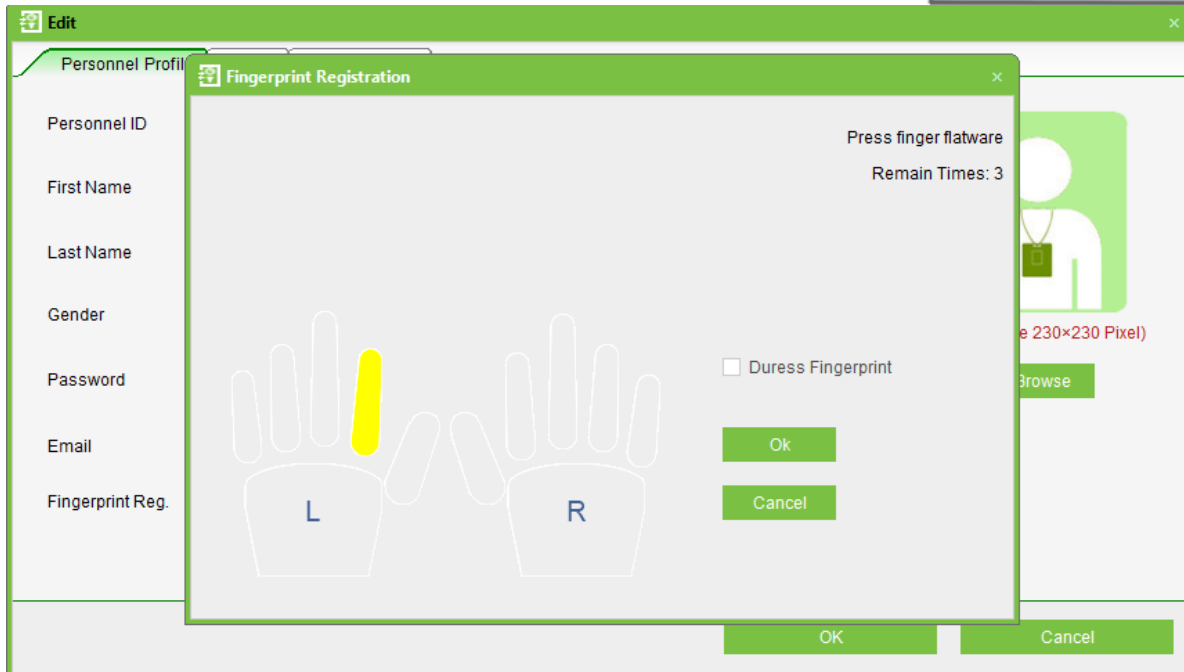 Edit
Personnel Profil
Fingerprint Registration
Personnel ID
Press finger flatware
Remain Times: 3
First Name
Last Name
Gender
e 230×230 Pixel)
Duress Fingerprint
Password
Browse
Email
Ok
Fingerprint Reg.
Cancel
L
R
OK
Cancel